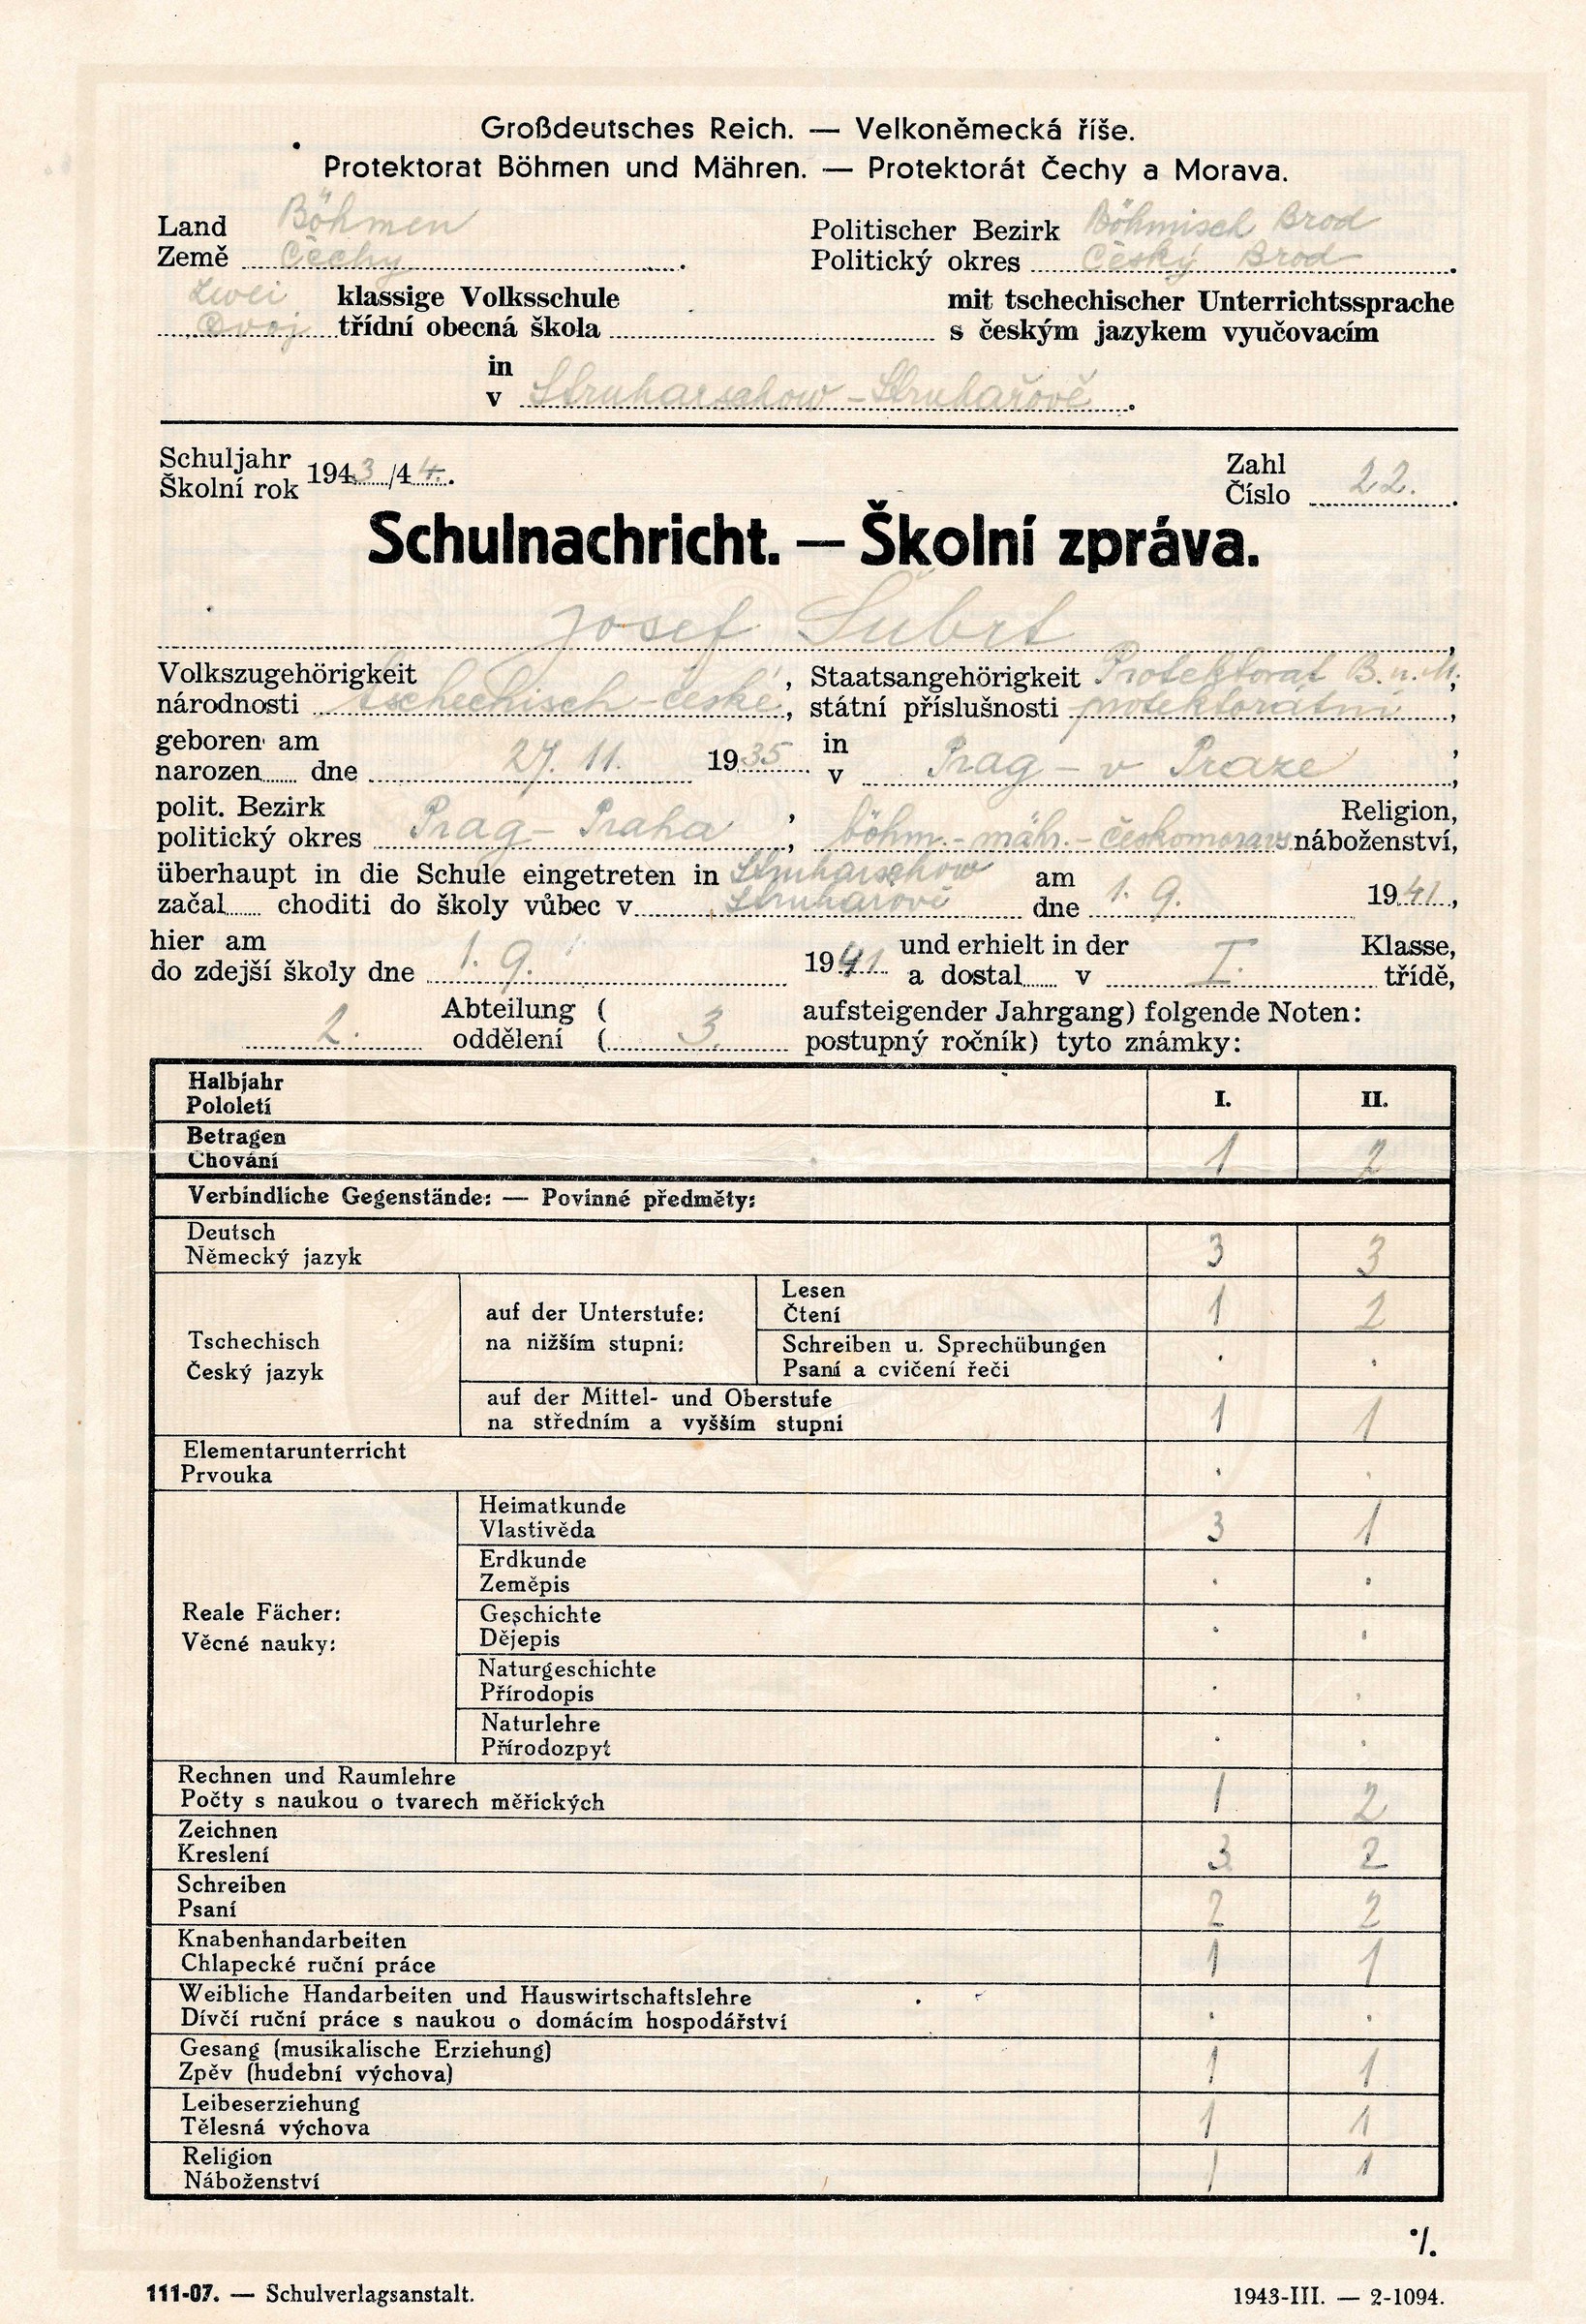 Großdeutsches Reich. — Velkoněmecká říše.
Protektorat Böhmen und Mähren. — Protektorát Čechy a Morava.
Land Böhmen Politischer Bezirk Böhmisch Brod
Země Čechy. Politický okres Český Brod.
Zwei klassige Volksschule mit tschechischer Unterrichtssprache
Dvoj třídní obecná škola s českým jazykem vyučovacím
in
v Struharschow - Struhařově.
Schuljahr Zahl
Školní rok 1943/44. Číslo 22.
Schulnachricht. — Školní zpráva.
Josef Šubrt,
Volkszugehörigkeit, Staatsangehörigkeit Protektorat B. u. M.,
národnosti tschechisch - české, státní příslušnosti protektorátní,
geboren am in
narozen dne 27. 11. 1935 v Prag - v Praze,
polit. Bezirk, Religion,
politický okres Prag - Praha, böhm. - mähr. - českomorav náboženství,
überhaupt in die Schule eingetreten in Struharschow am
začal choditi do školy vůbec v Struhařově dne 1. 9. 1941,
hier am und erhielt in der Klasse,
do zdejší školy dne 1. 9. 1941 a dostal v I. třídě,
Abteilung ( aufsteigender Jahrgang) folgende Noten:
2. oddělení (3. postupný ročník) tyto známky:
Halbjahr
Pololetí I. II.
Betragen
Chování 1 2
Verbindliche Gegenstände: — Povinné předměty:
Deutsch
Německý jazyk 3 3
Tschechisch
Český jazyk
auf der Unterstufe:
na nižším stupni:
Lesen
Čtení 1 2
Schreiben u. Sprechübungen
Psaní a cvičení řeči . .
auf der Mittel- und Oberstufe
na středním a vyšším stupni 1 1
Elementarunterricht
Prvouka . .
Reale Fächer:
Věcné nauky:
Heimatkunde
Vlastivěda 3 1
Erdkunde
Zeměpis . .
Geschichte
Dějepis . .
Naturgeschichte
Přírodopis . .
Naturlehre
Přírodozpyt . .
Rechnen und Raumlehre
Počty s naukou o tvarech měřických 1 2
Zeichnen
Kreslení 3 2
Schreiben
Psaní 2 2
Knabenhandarbeiten
Chlapecké ruční práce 1 1
Weibliche Handarbeiten und Hauswirtschaftslehre
Dívčí ruční práce s naukou o domácím hospodářství . .
Gesang (musikalische Erziehung)
Zpěv (hudební výchova) 1 1
Leibeserziehung
Tělesná výchova 1 1
Religion
Náboženství 1 1
·/.
111-07. — Schulverlagsanstalt. 1943-III. — 2-1094.